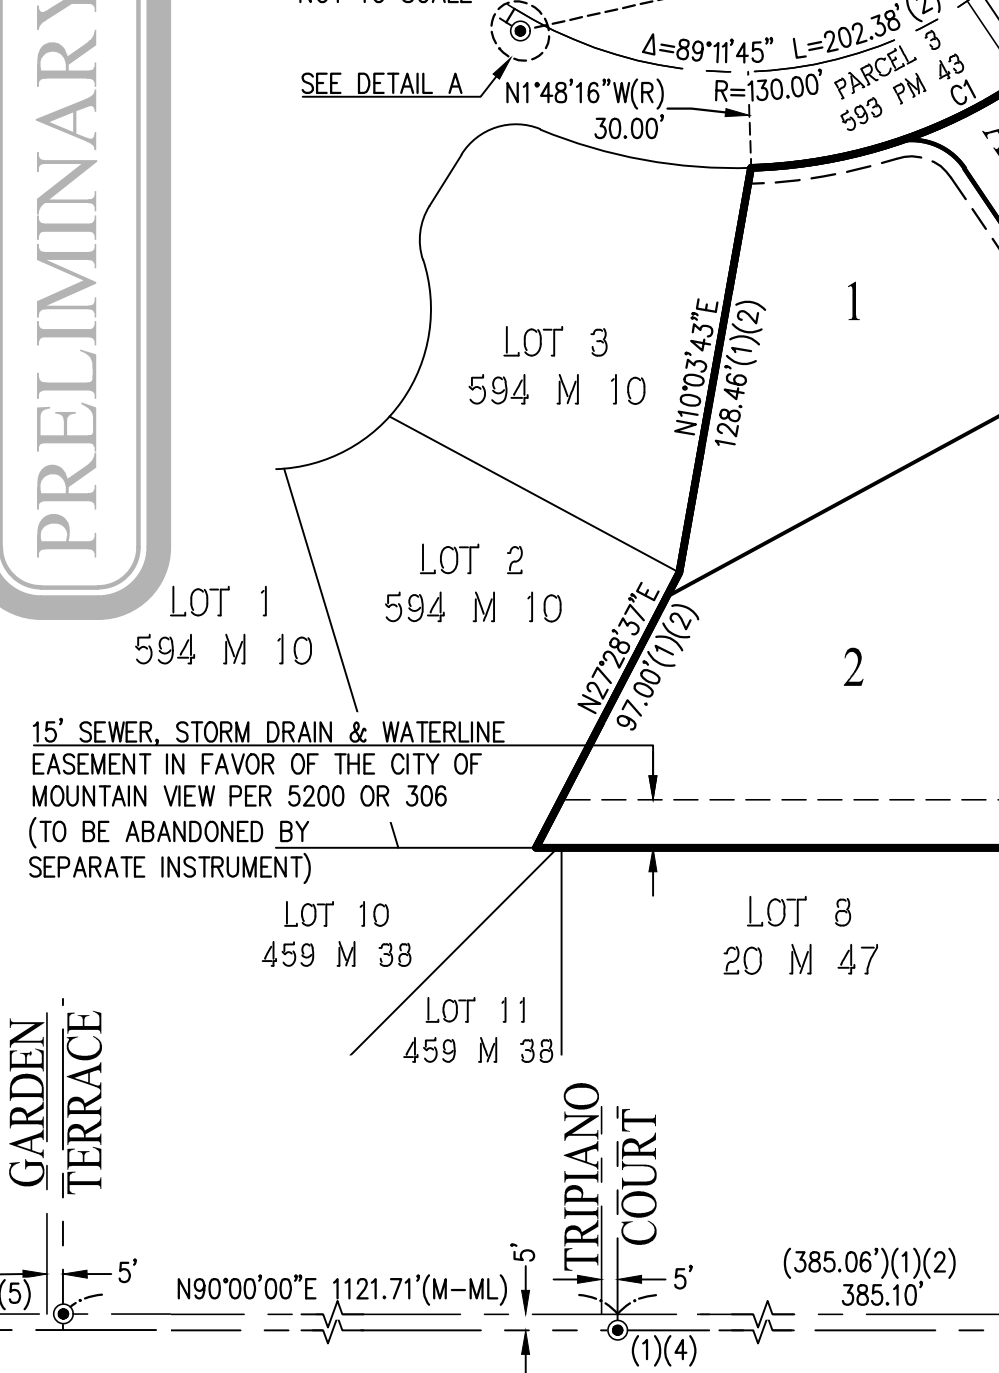 NOT TO SCALE
Δ=89°11'45" L=202.38'(2)
SEE DETAIL A
N1°48'16"W(R)
30.00'
R=130.00'
PARCEL 3
593 PM 43
C1
PRELIMINARY
1
N10°03'43"E
128.46'(1)(2)
LOT 3
594 M 10
LOT 2
594 M 10
LOT 1
594 M 10
N27°28'37"E
97.00'(1)(2)
2
15' SEWER, STORM DRAIN & WATERLINE
EASEMENT IN FAVOR OF THE CITY OF
MOUNTAIN VIEW PER 5200 OR 306
(TO BE ABANDONED BY
SEPARATE INSTRUMENT)
LOT 10
459 M 38
LOT 8
20 M 47
LOT 11
459 M 38
GARDEN
TERRACE
TRIPIANO
COURT
(5)
5'
N90°00'00"E 1121.71'(M-ML)
5'
5'
(385.06')(1)(2)
385.10'
(1)(4)